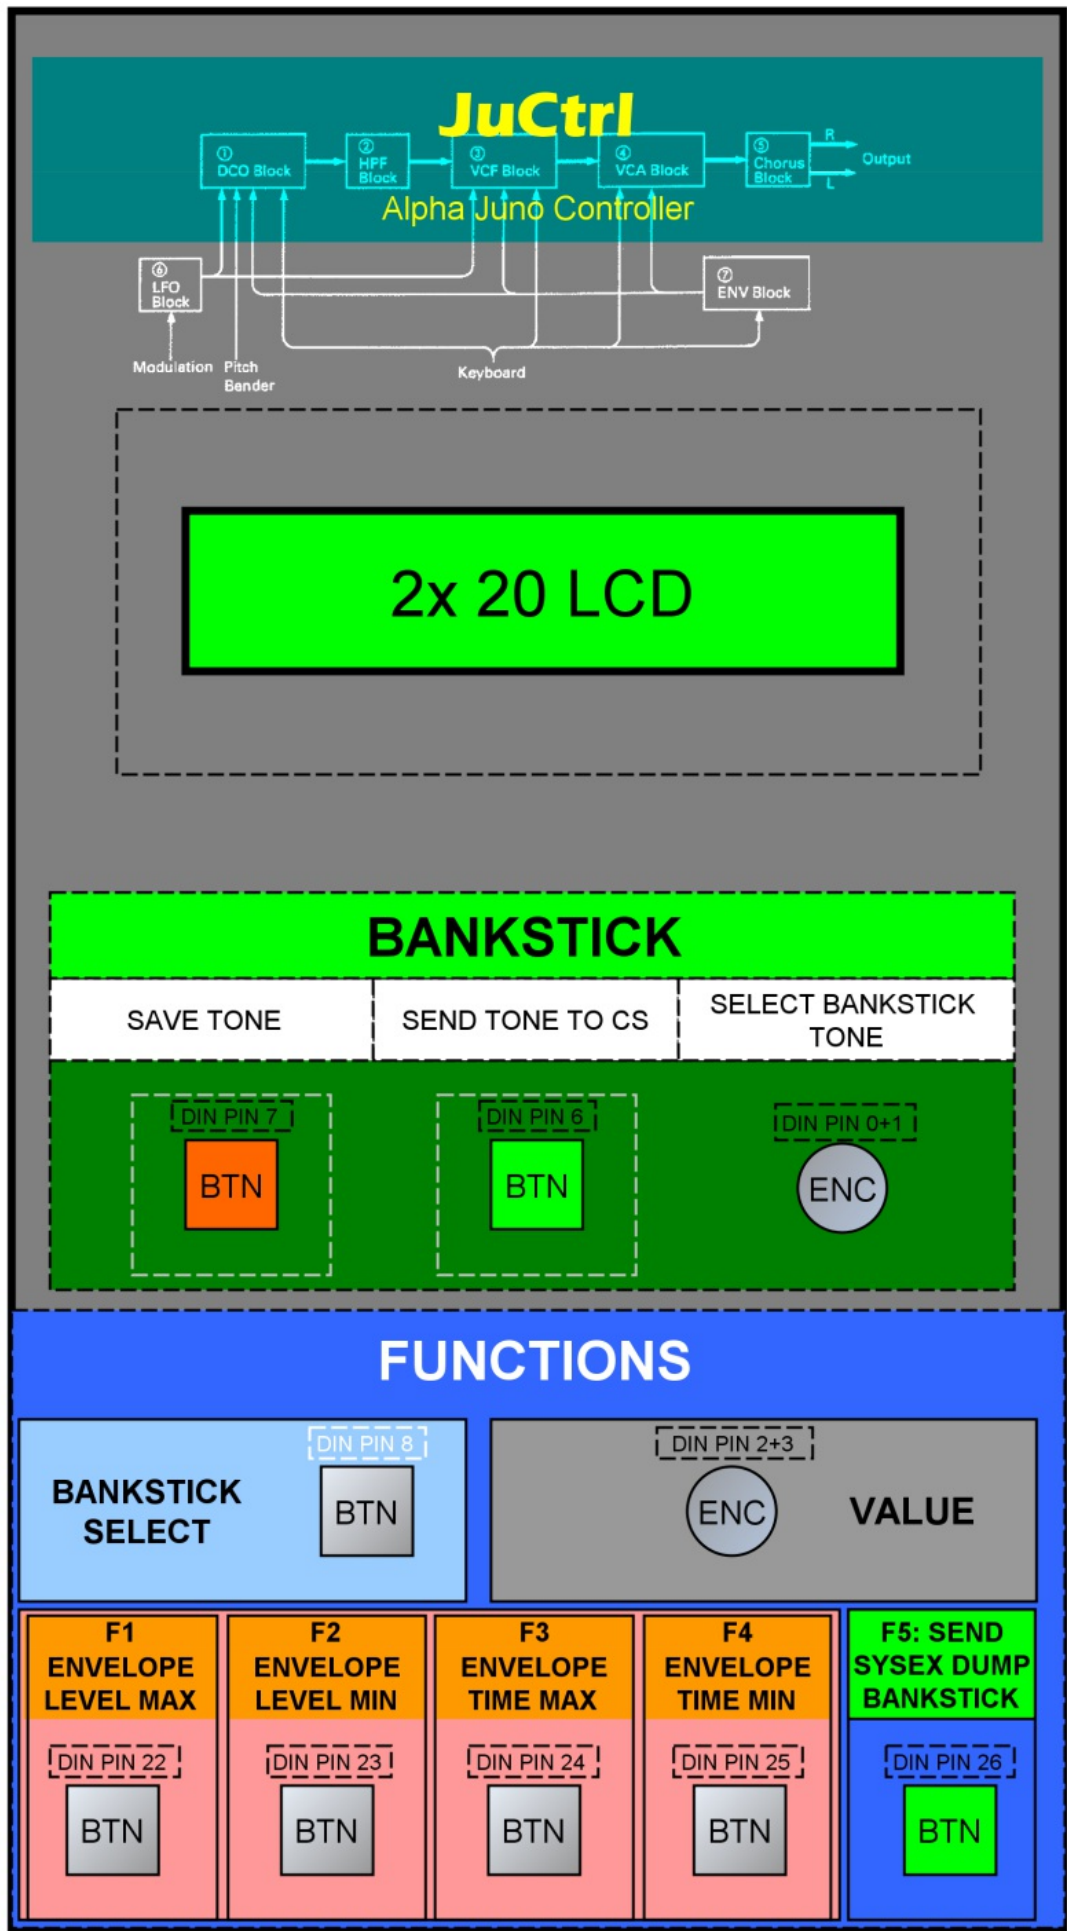 JuCtrl
① DCO Block
② HPF Block
③ VCF Block
④ VCA Block
⑤ Chorus Block
R
L
Output
Alpha Juno Controller
⑥ LFO Block
⑦ ENV Block
Modulation
Pitch Bender
Keyboard
2x 20 LCD
BANKSTICK
SAVE TONE
SEND TONE TO CS
SELECT BANKSTICK
TONE
DIN PIN 7
BTN
DIN PIN 6
BTN
DIN PIN 0+1
ENC
FUNCTIONS
BANKSTICK
SELECT
DIN PIN 8
BTN
DIN PIN 2+3
ENC
VALUE
F1
ENVELOPE
LEVEL MAX
F2
ENVELOPE
LEVEL MIN
F3
ENVELOPE
TIME MAX
F4
ENVELOPE
TIME MIN
F5: SEND
SYSEX DUMP
BANKSTICK
DIN PIN 22
BTN
DIN PIN 23
BTN
DIN PIN 24
BTN
DIN PIN 25
BTN
DIN PIN 26
BTN